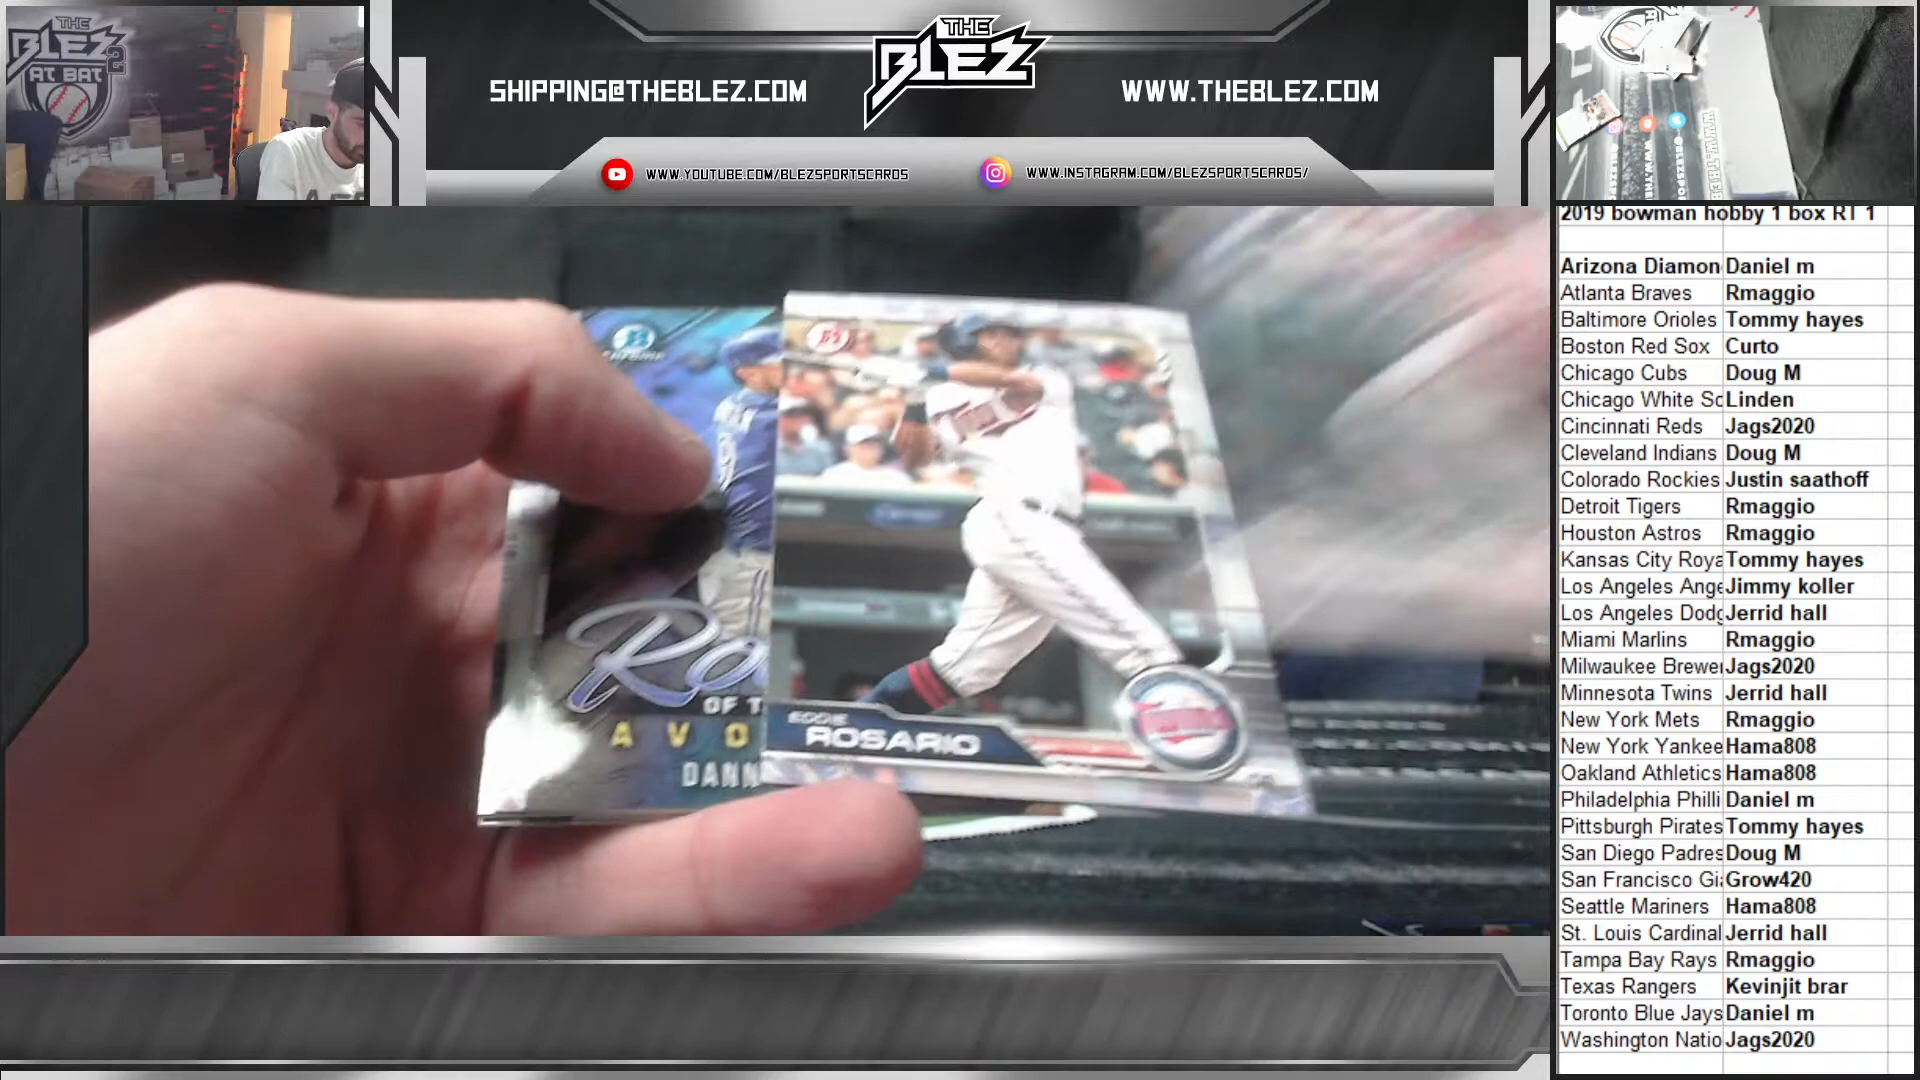 THE
BLEZ 2
AT BAT
THE
BLEZ
SHIPPING@THEBLEZ.COM
WWW.THEBLEZ.COM
WWW.YOUTUBE.COM/BLEZSPORTSCARDS
WWW.INSTAGRAM.COM/BLEZSPORTSCARDS/
2019 bowman hobby 1 box RT 1
Arizona Diamon Daniel m
Atlanta Braves Rmaggio
Baltimore Orioles Tommy hayes
Boston Red Sox Curto
Chicago Cubs Doug M
Chicago White So Linden
Cincinnati Reds Jags2020
Cleveland Indians Doug M
Colorado Rockies Justin saathoff
Detroit Tigers Rmaggio
Houston Astros Rmaggio
Kansas City Roya Tommy hayes
Los Angeles Ange Jimmy koller
Los Angeles Dodg Jerrid hall
Miami Marlins Rmaggio
Milwaukee Brewer Jags2020
Minnesota Twins Jerrid hall
New York Mets Rmaggio
New York Yankee Hama808
Oakland Athletics Hama808
Philadelphia Philli Daniel m
Pittsburgh Pirates Tommy hayes
San Diego Padres Doug M
San Francisco Gi Grow420
Seattle Mariners Hama808
St. Louis Cardinal Jerrid hall
Tampa Bay Rays Rmaggio
Texas Rangers Kevinjit brar
Toronto Blue Jays Daniel m
Washington Natio Jags2020
Ro
OF T
AVO
DANN
EDDIE
ROSARIO